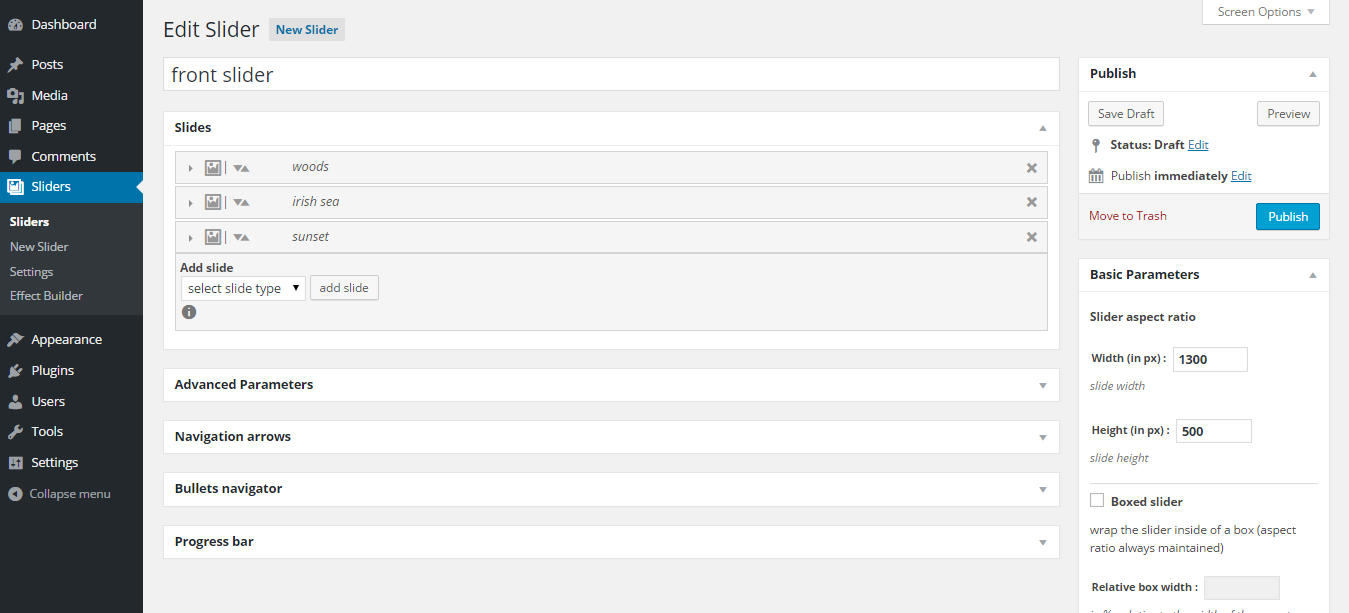 Dashboard
Posts
Media
Pages
Comments
Sliders
Sliders
New Slider
Settings
Effect Builder
Appearance
Plugins
Users
Tools
Settings
Collapse menu
Screen Options
Edit Slider New Slider
front slider
Slides
woods
irish sea
sunset
Add slide
select slide type add slide
Advanced Parameters
Navigation arrows
Bullets navigator
Progress bar
Publish
Save Draft Preview
Status: Draft Edit
Publish immediately Edit
Move to Trash Publish
Basic Parameters
Slider aspect ratio
Width (in px) : 1300
slide width
Height (in px) : 500
slide height
Boxed slider
wrap the slider inside of a box (aspect
ratio always maintained)
Relative box width :